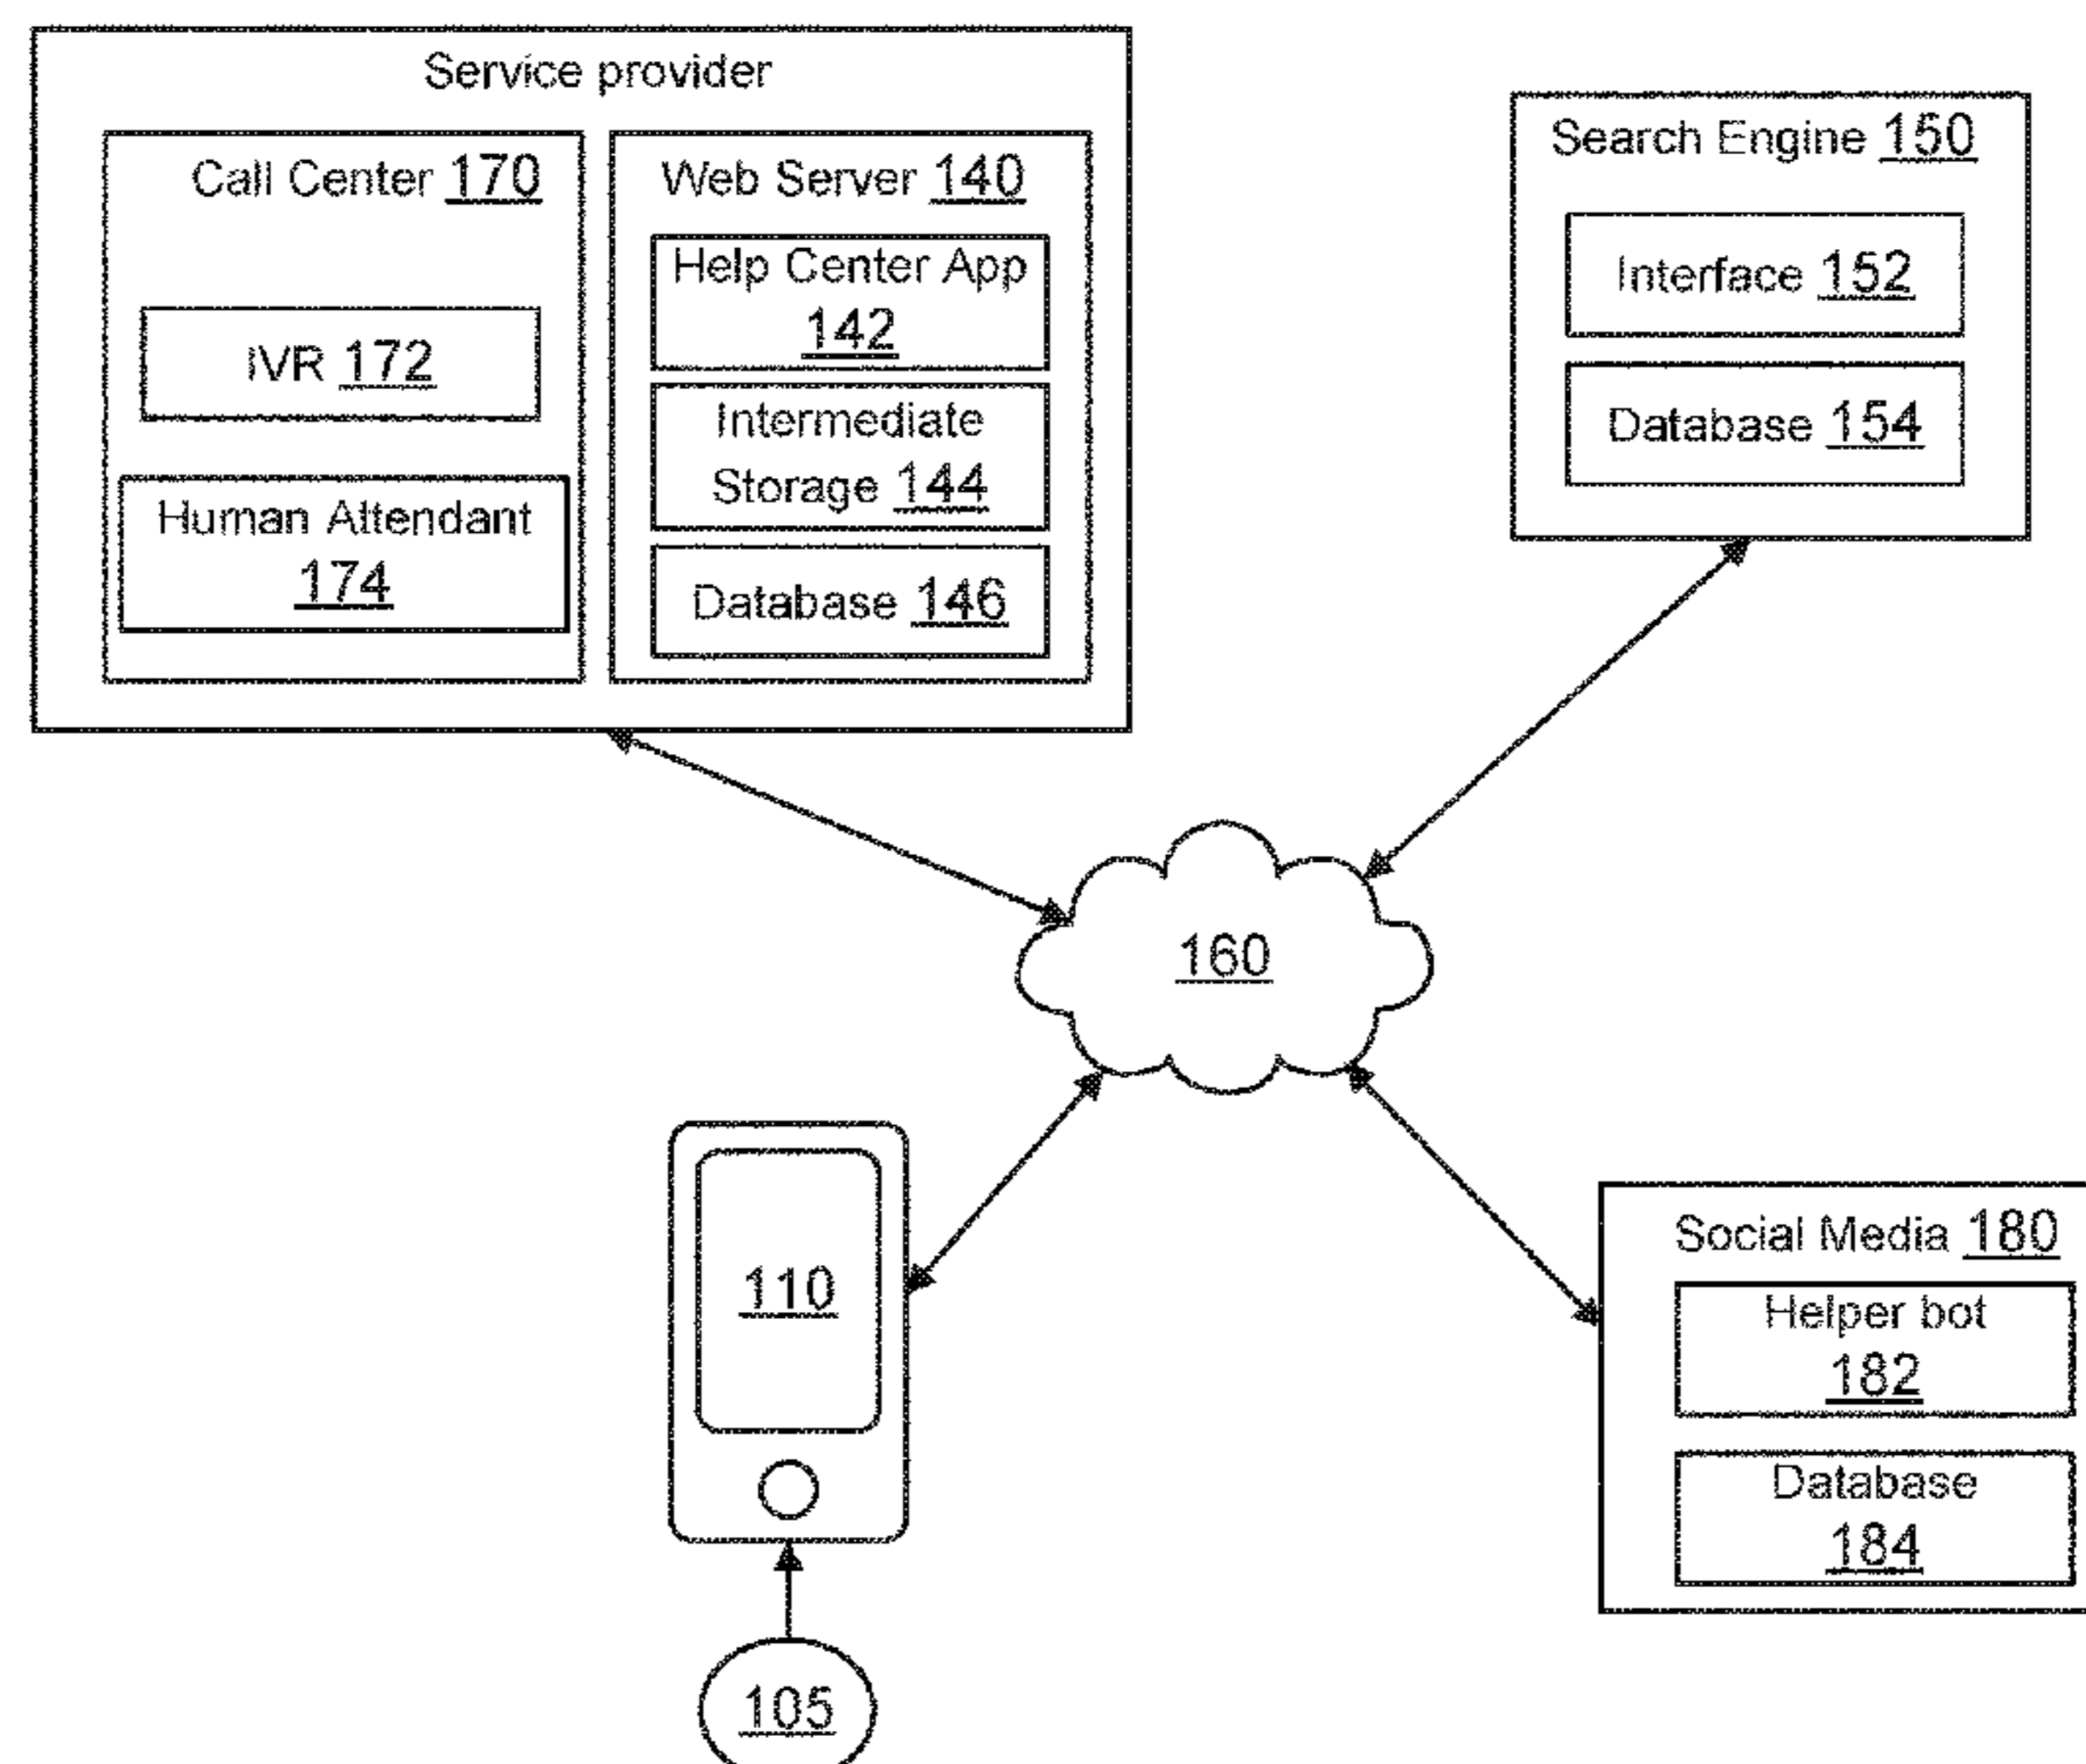 Service provider
Call Center 170
IVR 172
Human Attendant
174
Web Server 140
Help Center App
142
Intermediate
Storage 144
Database 146
Search Engine 150
Interface 152
Database 154
160
110
105
Social Media 180
Helper bot
182
Database
184